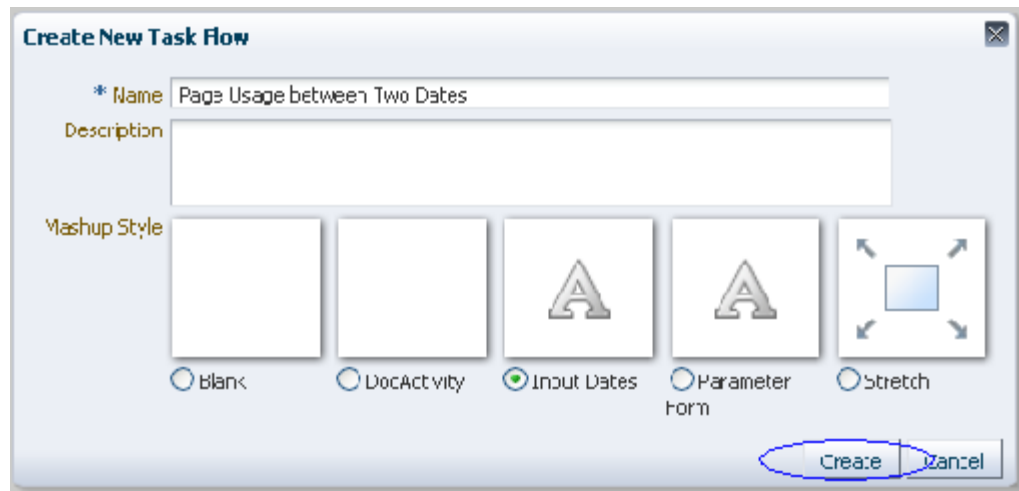 Create New Task Flow
* Name Page Usage between Two Dates
Description
Mashup Style
Blank DocActivity Input Dates Parameter Form Stretch
Create Cancel